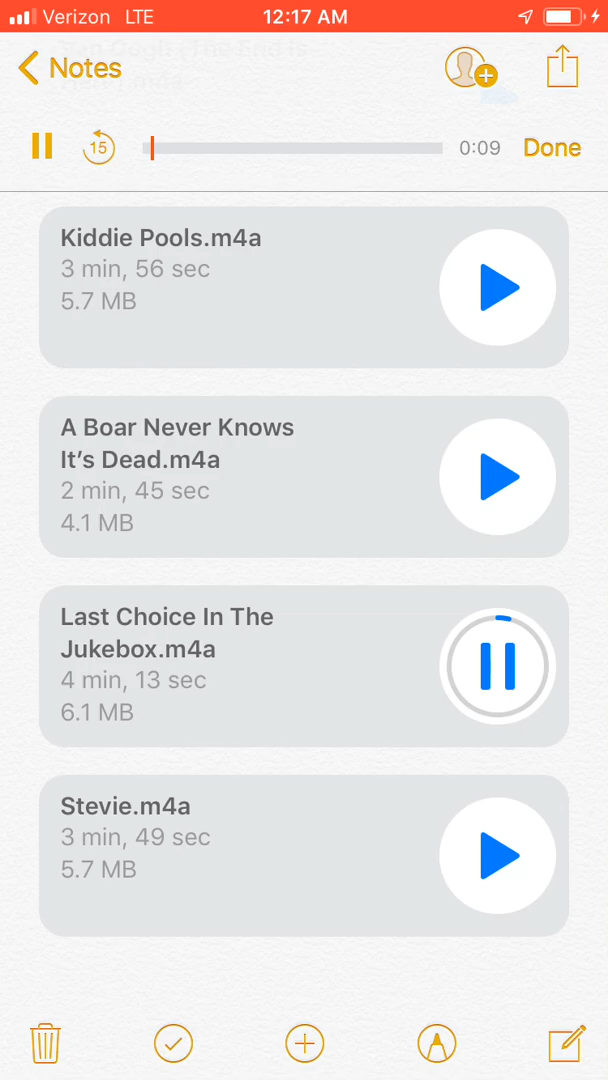 Verizon LTE 12:17 AM
Notes
15 0:09 Done
Kiddie Pools.m4a
3 min, 56 sec
5.7 MB
A Boar Never Knows
It’s Dead.m4a
2 min, 45 sec
4.1 MB
Last Choice In The
Jukebox.m4a
4 min, 13 sec
6.1 MB
Stevie.m4a
3 min, 49 sec
5.7 MB